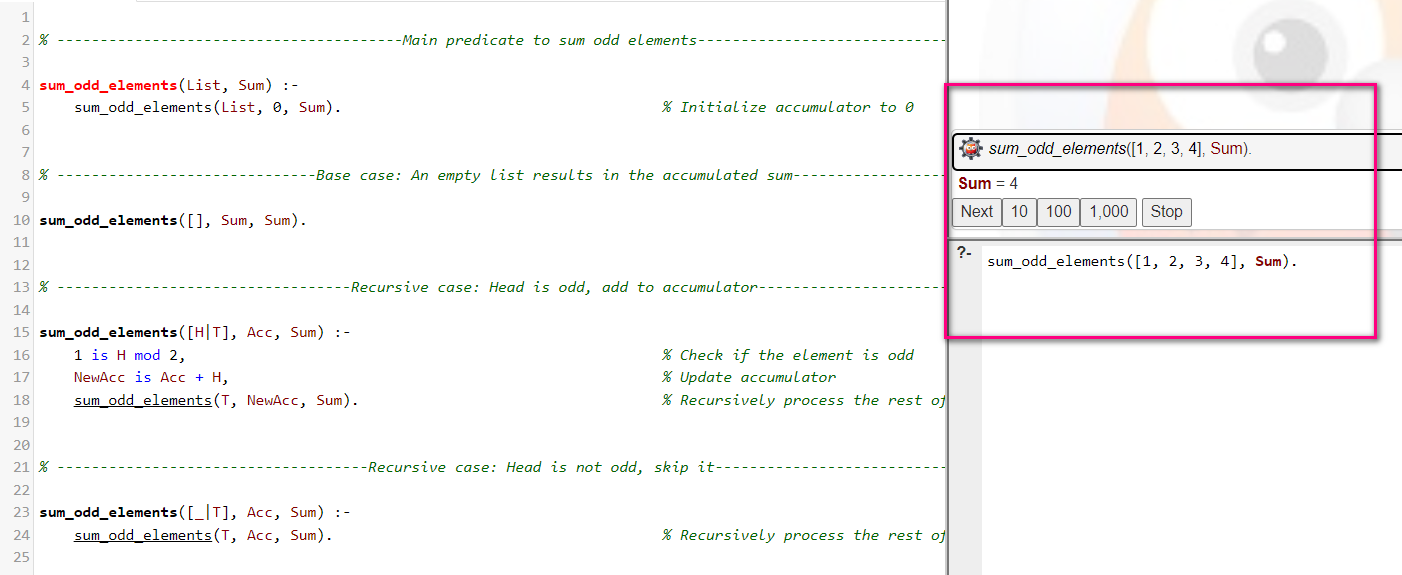 1
2 % ----------------------------------------Main predicate to sum odd elements-----------------------------
3
4 sum_odd_elements(List, Sum) :-
5     sum_odd_elements(List, 0, Sum).                                     % Initialize accumulator to 0
6
7
8 % ------------------------------Base case: An empty list results in the accumulated sum------------------
9
10 sum_odd_elements([], Sum, Sum).
11
12
13 % ----------------------------------Recursive case: Head is odd, add to accumulator----------------------
14
15 sum_odd_elements([H|T], Acc, Sum) :-
16     1 is H mod 2,                                                       % Check if the element is odd
17     NewAcc is Acc + H,                                                  % Update accumulator
18     sum_odd_elements(T, NewAcc, Sum).                                   % Recursively process the rest of
19
20
21 % ------------------------------------Recursive case: Head is not odd, skip it---------------------------
22
23 sum_odd_elements([_|T], Acc, Sum) :-
24     sum_odd_elements(T, Acc, Sum).                                      % Recursively process the rest of
25
sum_odd_elements([1, 2, 3, 4], Sum).
Sum = 4
Next 10 100 1,000 Stop
?- sum_odd_elements([1, 2, 3, 4], Sum).